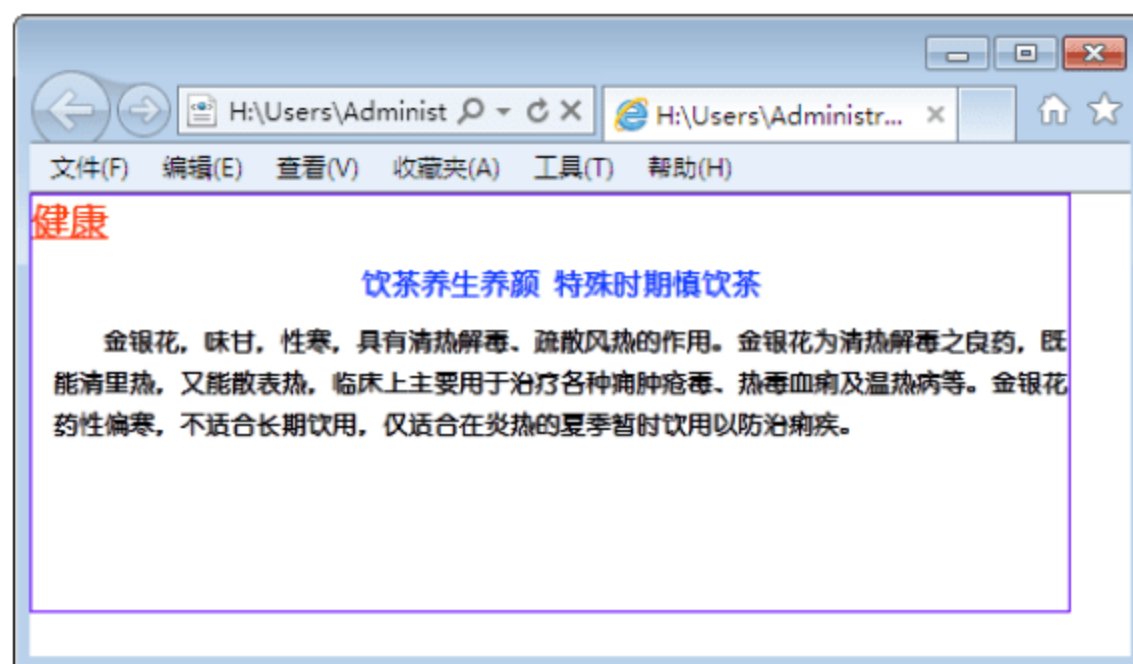 H:\Users\Administ
H:\Users\Administr...
文件(F) 编辑(E) 查看(V) 收藏夹(A) 工具(T) 帮助(H)
健康
饮茶养生养颜 特殊时期慎饮茶
金银花，味甘，性寒，具有清热解毒、疏散风热的作用。金银花为清热解毒之良药，既
能清里热，又能散表热，临床上主要用于治疗各种痈肿疮毒、热毒血痢及温热病等。金银花
药性偏寒，不适合长期饮用，仅适合在炎热的夏季暂时饮用以防治痢疾。